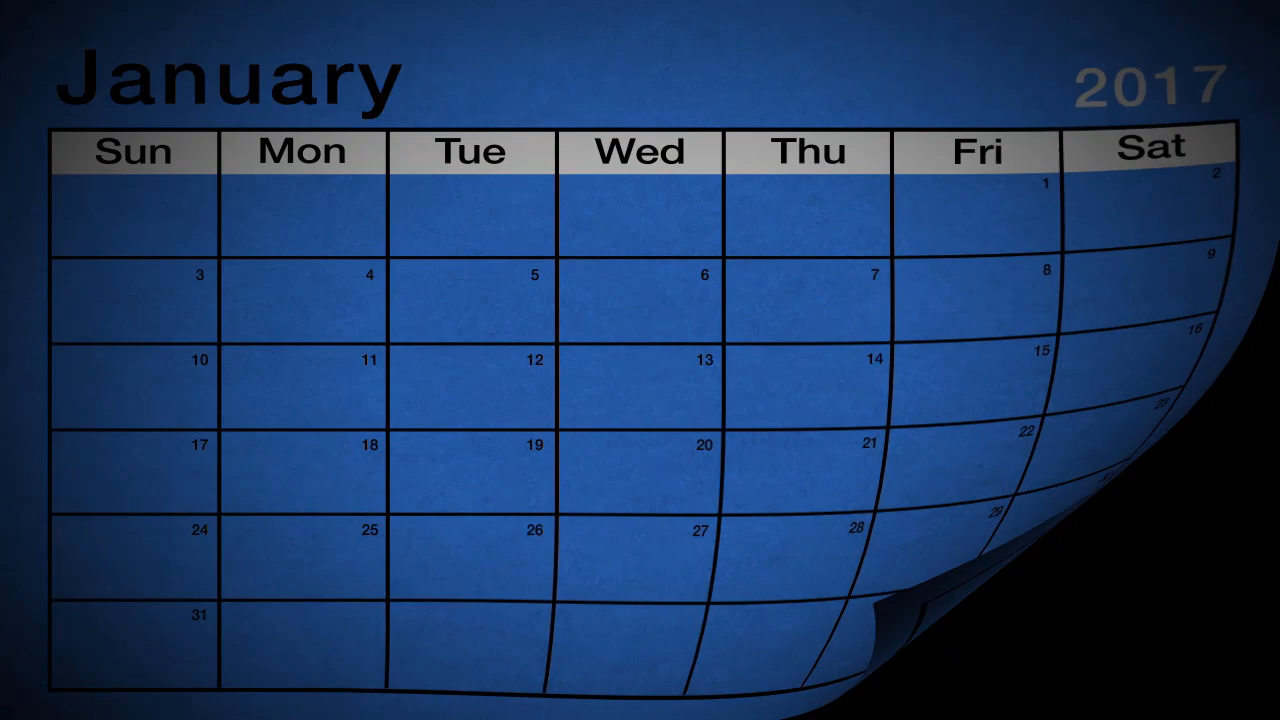 January 2017
Sun Mon Tue Wed Thu Fri Sat
1 2
3 4 5 6 7 8 9
10 11 12 13 14 15 16
17 18 19 20 21 22 23
24 25 26 27 28 29
31